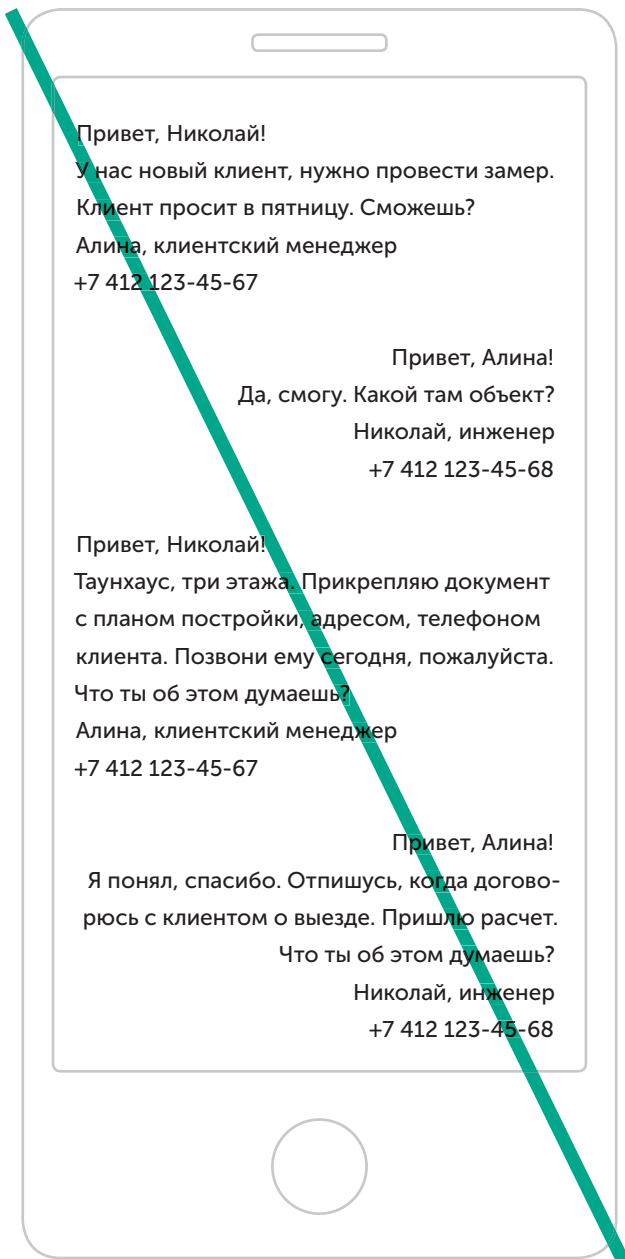 Привет, Николай!
У нас новый клиент, нужно провести замер.
Клиент просит в пятницу. Сможешь?
Алина, клиентский менеджер
+7 412 123-45-67
Привет, Алина!
Да, смогу. Какой там объект?
Николай, инженер
+7 412 123-45-68
Привет, Николай!
Таунхаус, три этажа. Прикрепляю документ
с планом постройки, адресом, телефоном
клиента. Позвони ему сегодня, пожалуйста.
Что ты об этом думаешь?
Алина, клиентский менеджер
+7 412 123-45-67
Привет, Алина!
Я понял, спасибо. Отпишусь, когда догово-
рюсь с клиентом о выезде. Пришлю расчет.
Что ты об этом думаешь?
Николай, инженер
+7 412 123-45-68